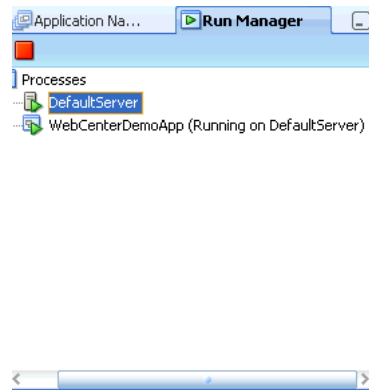 Application Na...
Run Manager
Processes
DefaultServer
WebCenterDemoApp (Running on DefaultServer)